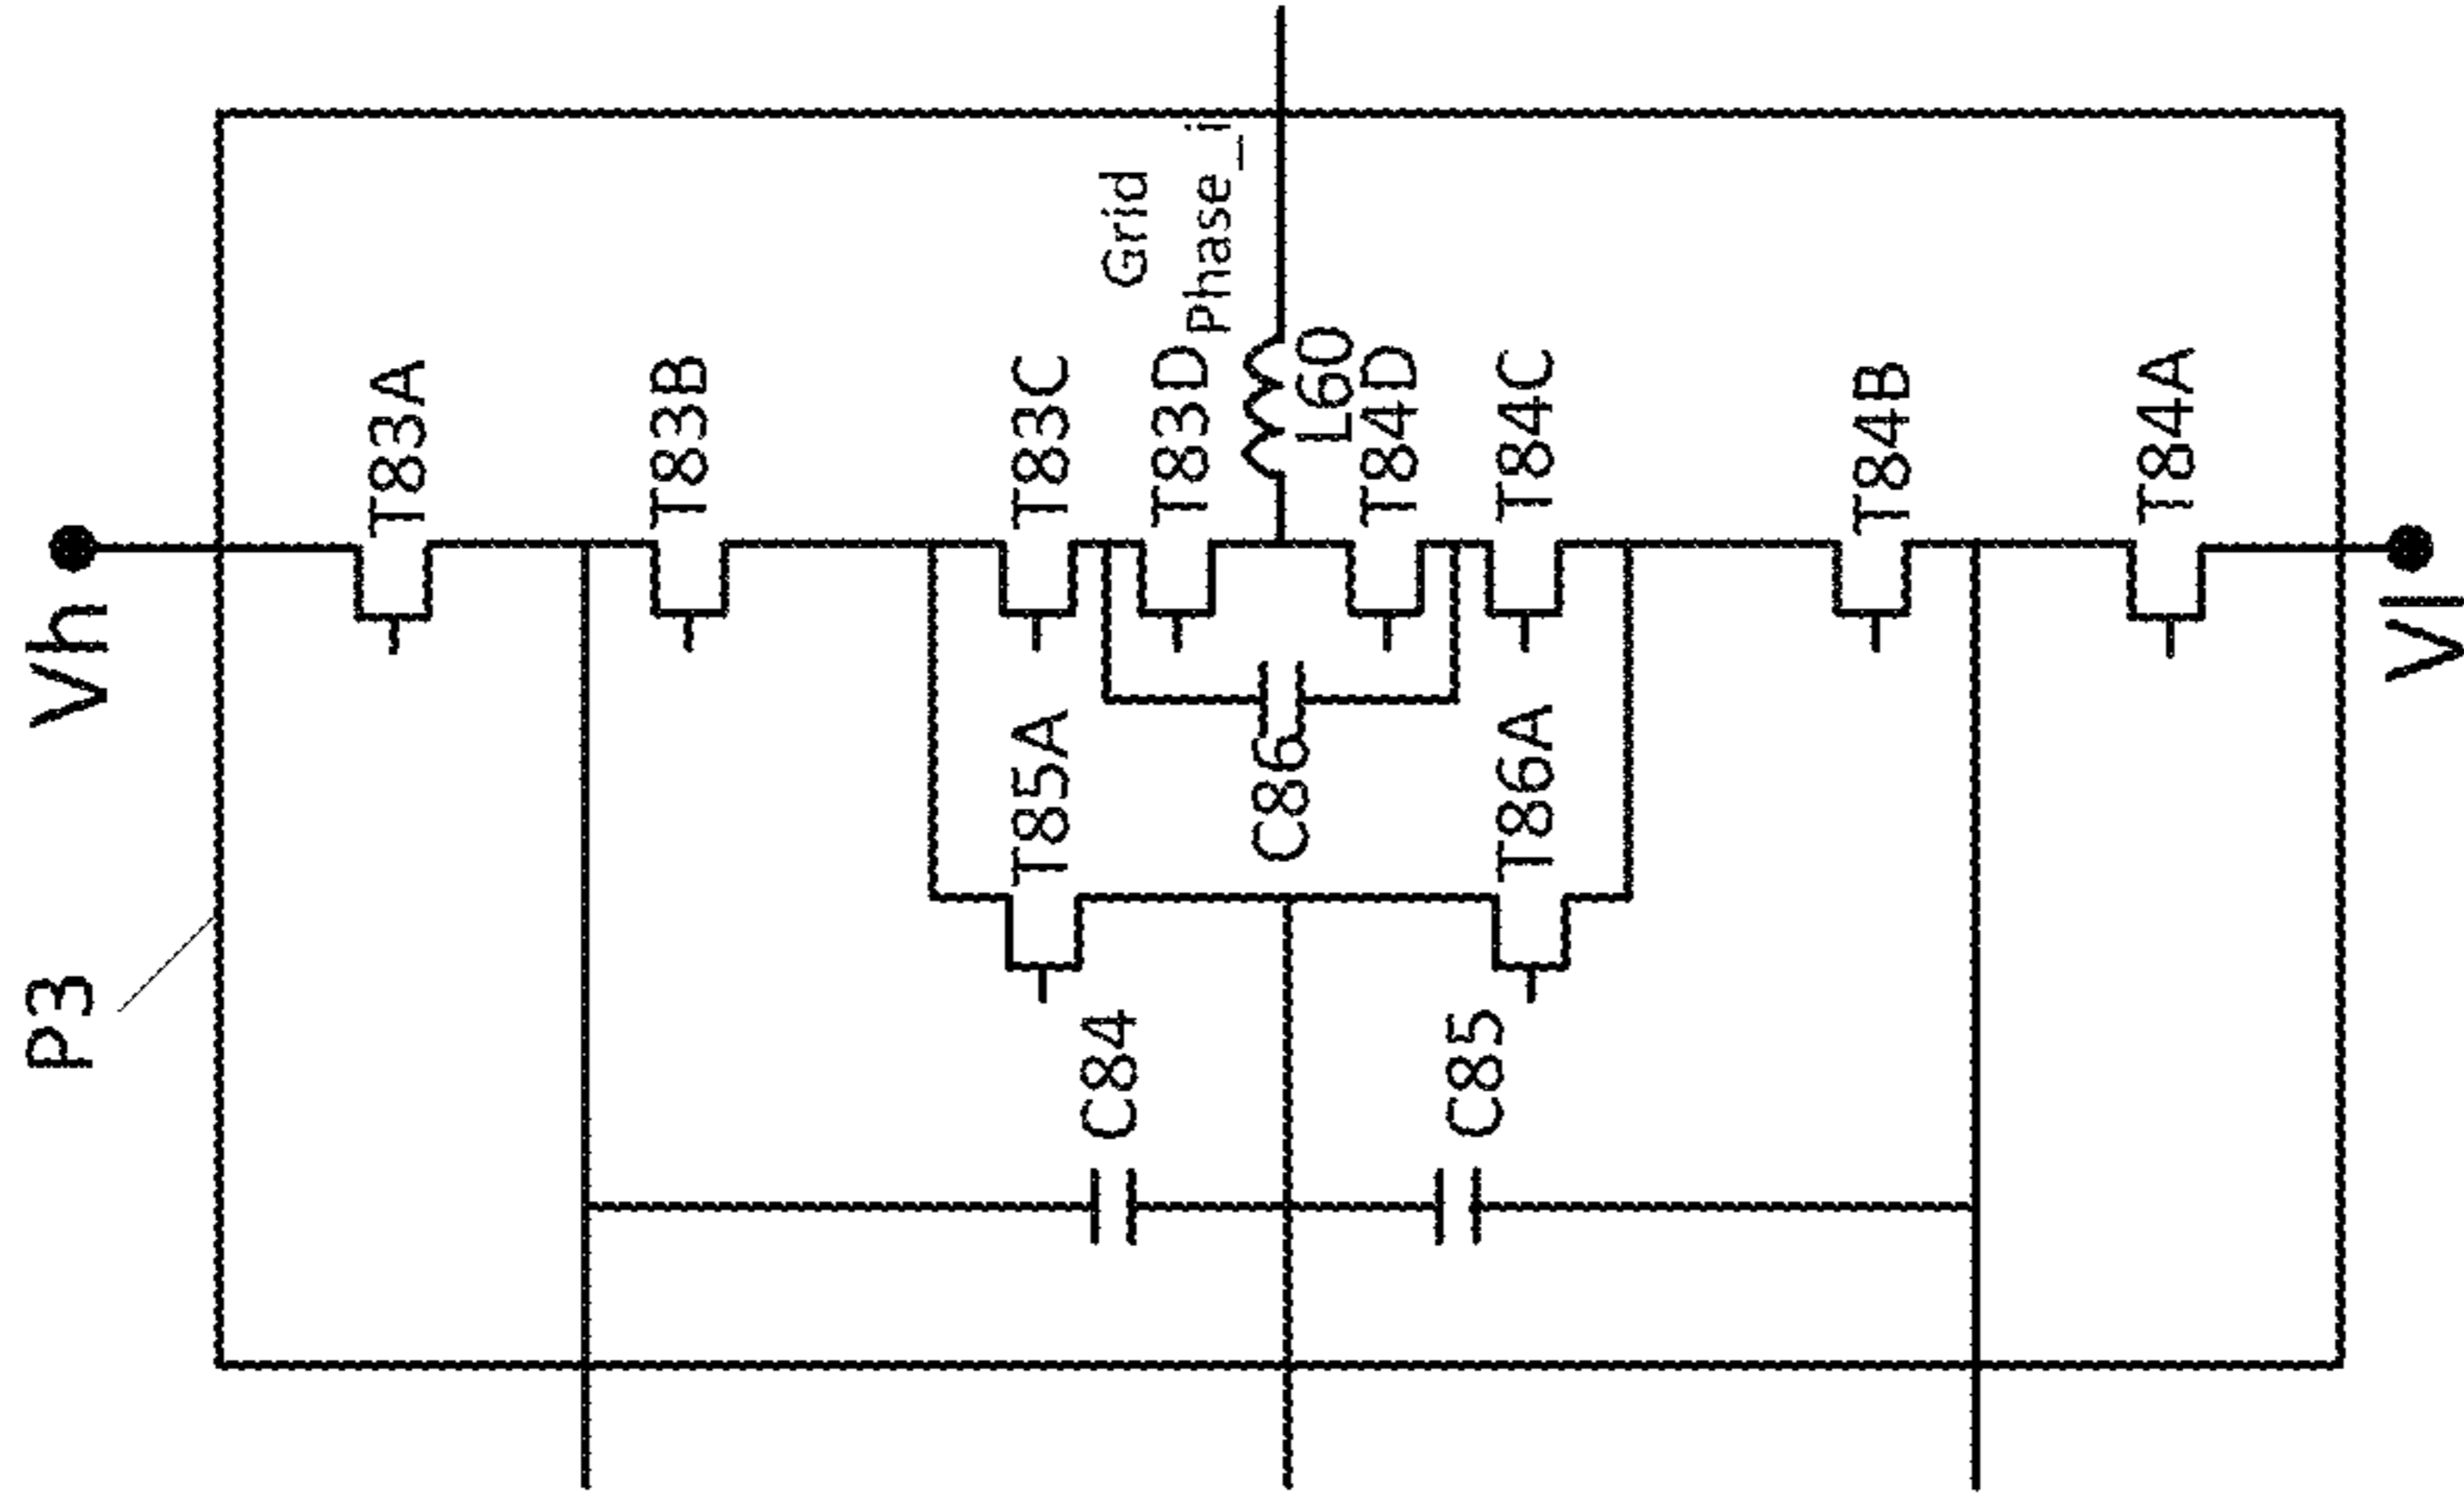 P3
Vh
T83A
T83B
T83C
T83D
Grid
Phase_i
L60
T84D
T84C
T84B
T84A
T85A
C86
T86A
C84
C85
Vl